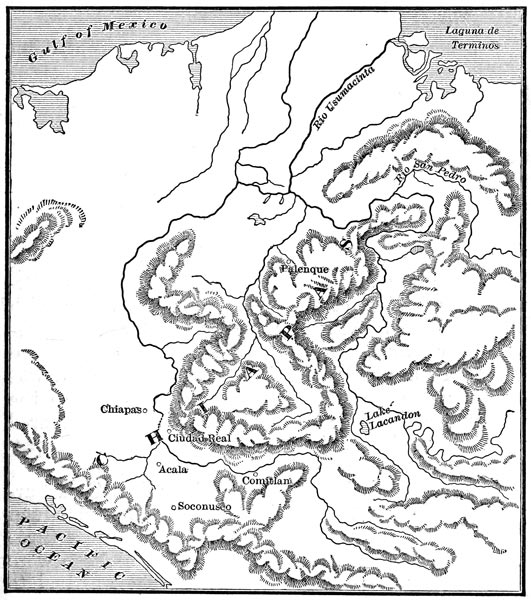 Gulf of Mexico
Laguna de
Terminos
Rio Usumacinta
Rio San Pedro
Palenque
CHIAPAS
Chiapas
Lake
Lacandon
Ciudad Real
Acala
Comitlan
Soconusco
PACIFIC
OCEAN